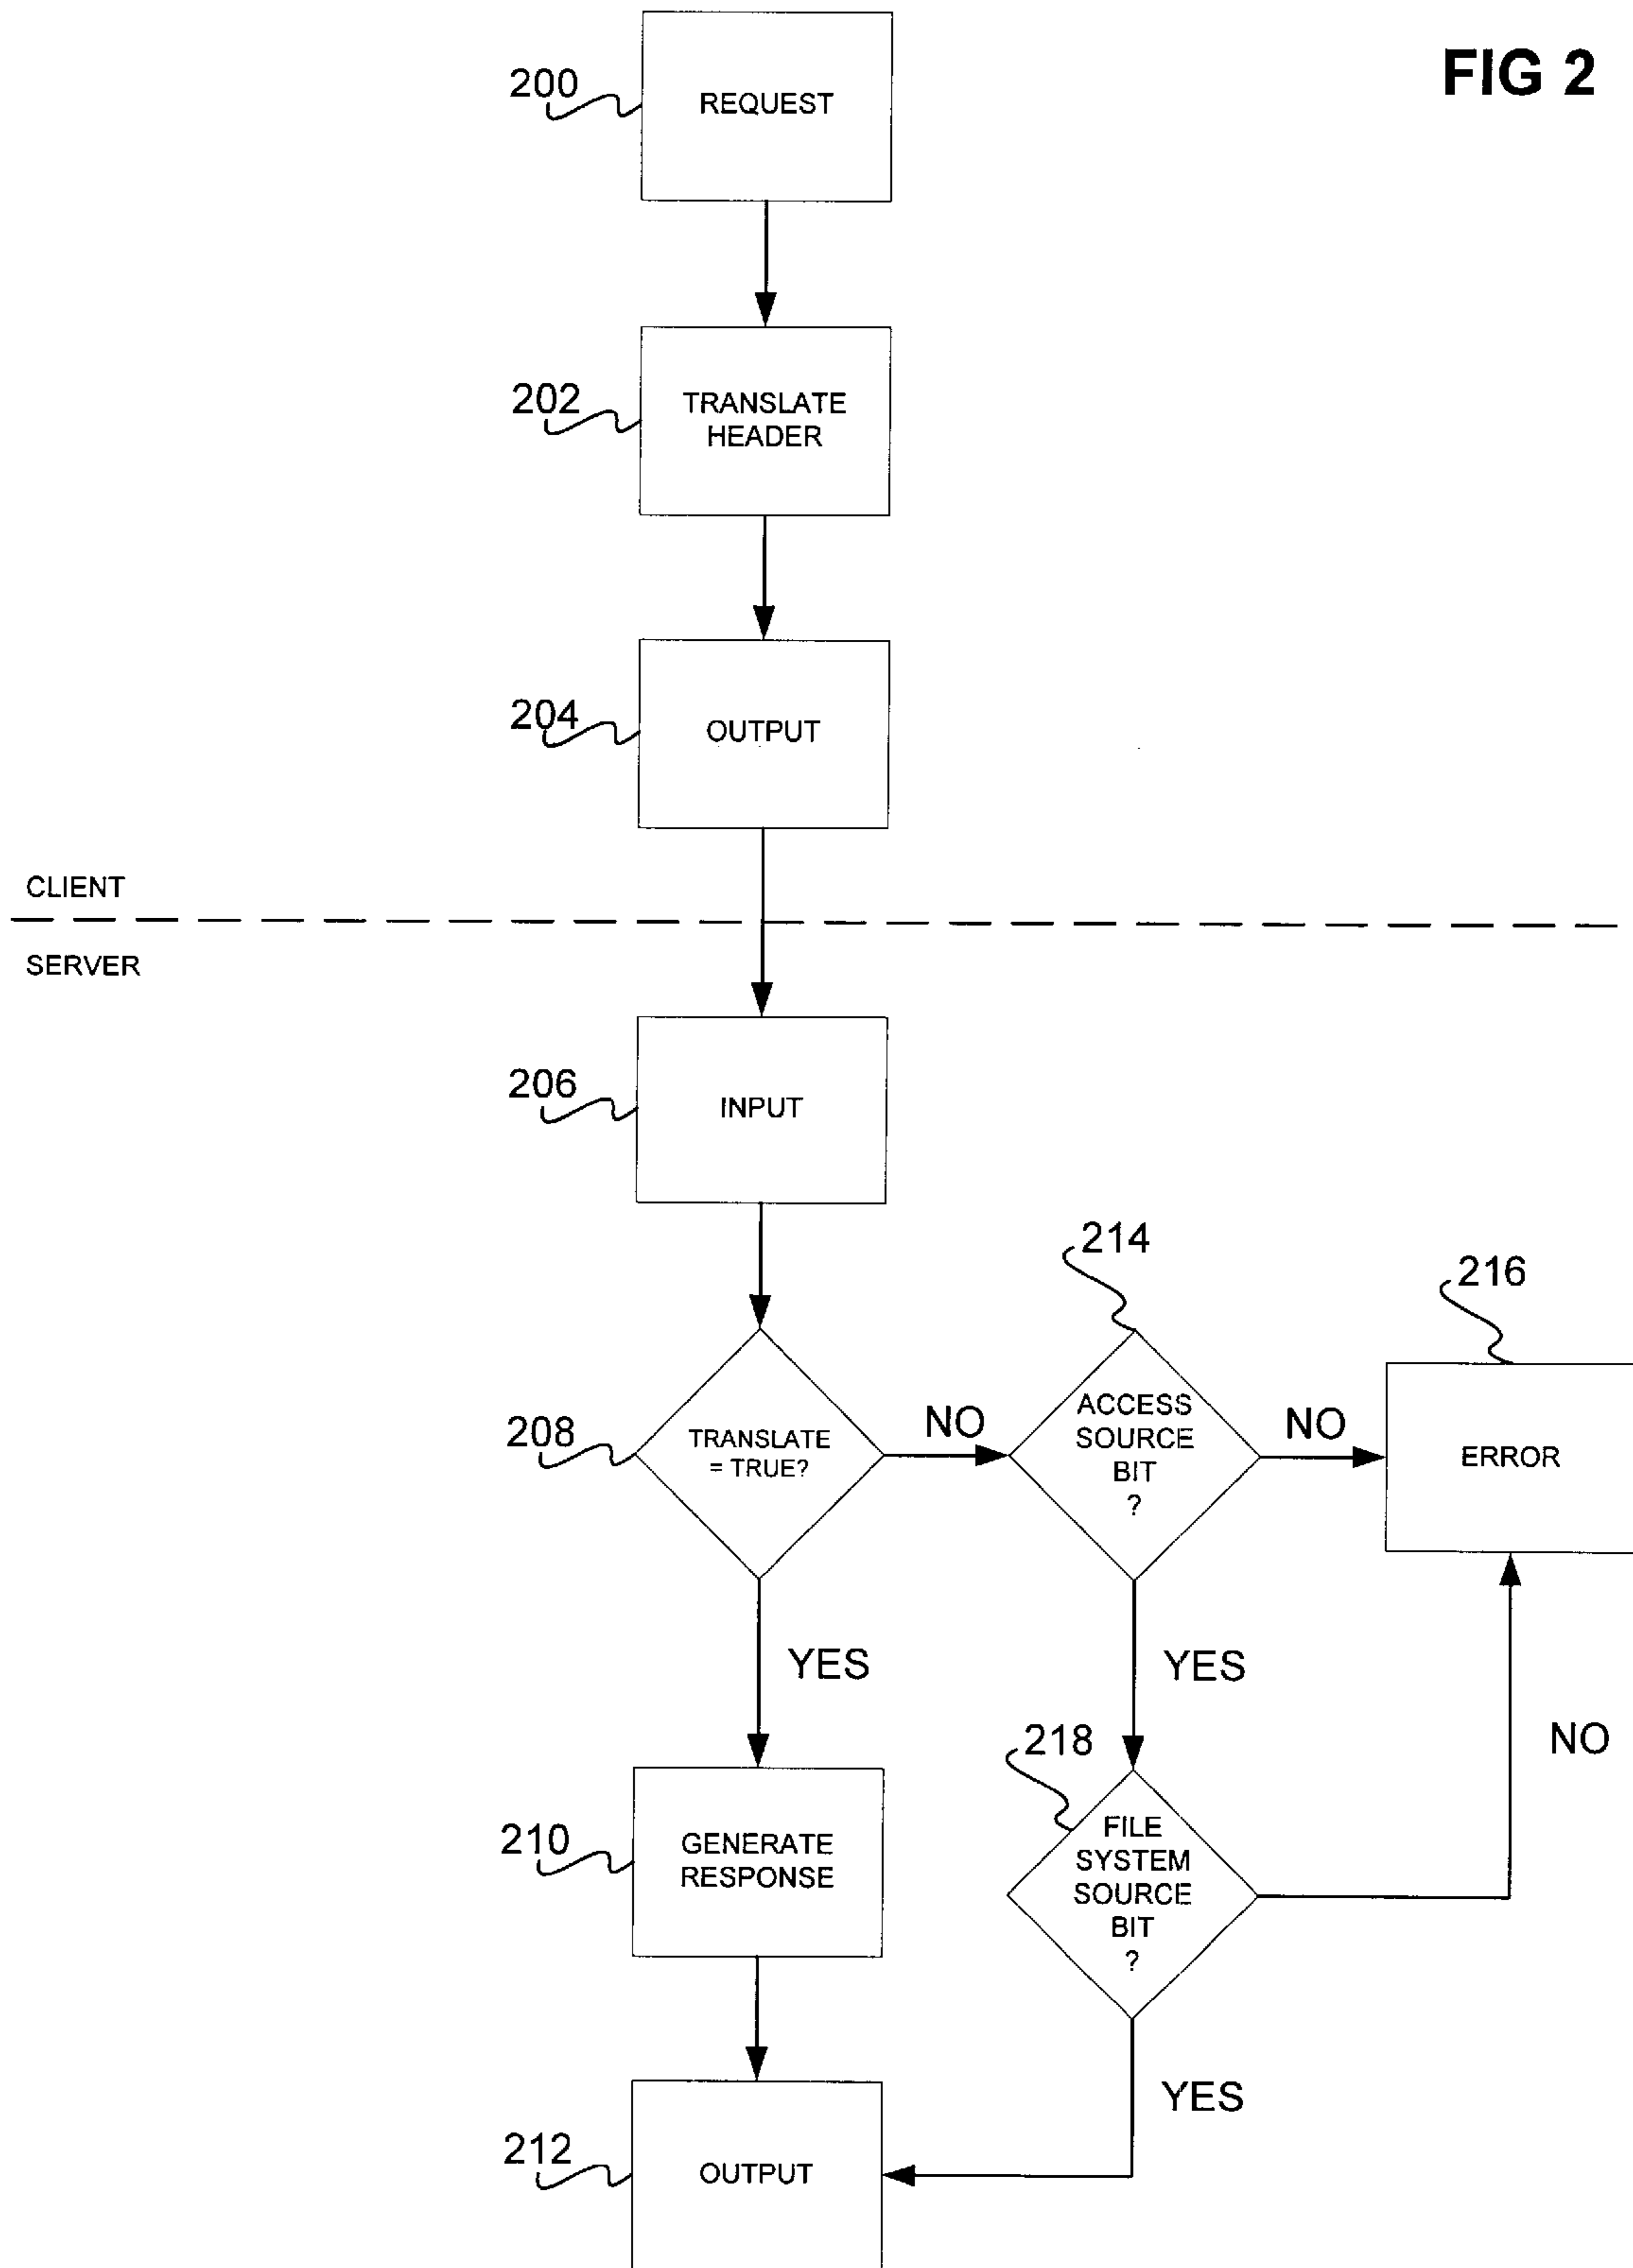 FIG 2
200
REQUEST
202
TRANSLATE
HEADER
204
OUTPUT
CLIENT
SERVER
206
INPUT
214
216
208
TRANSLATE
= TRUE?
NO
ACCESS
SOURCE
BIT
?
NO
ERROR
YES
YES
NO
218
210
GENERATE
RESPONSE
FILE
SYSTEM
SOURCE
BIT
?
YES
212
OUTPUT